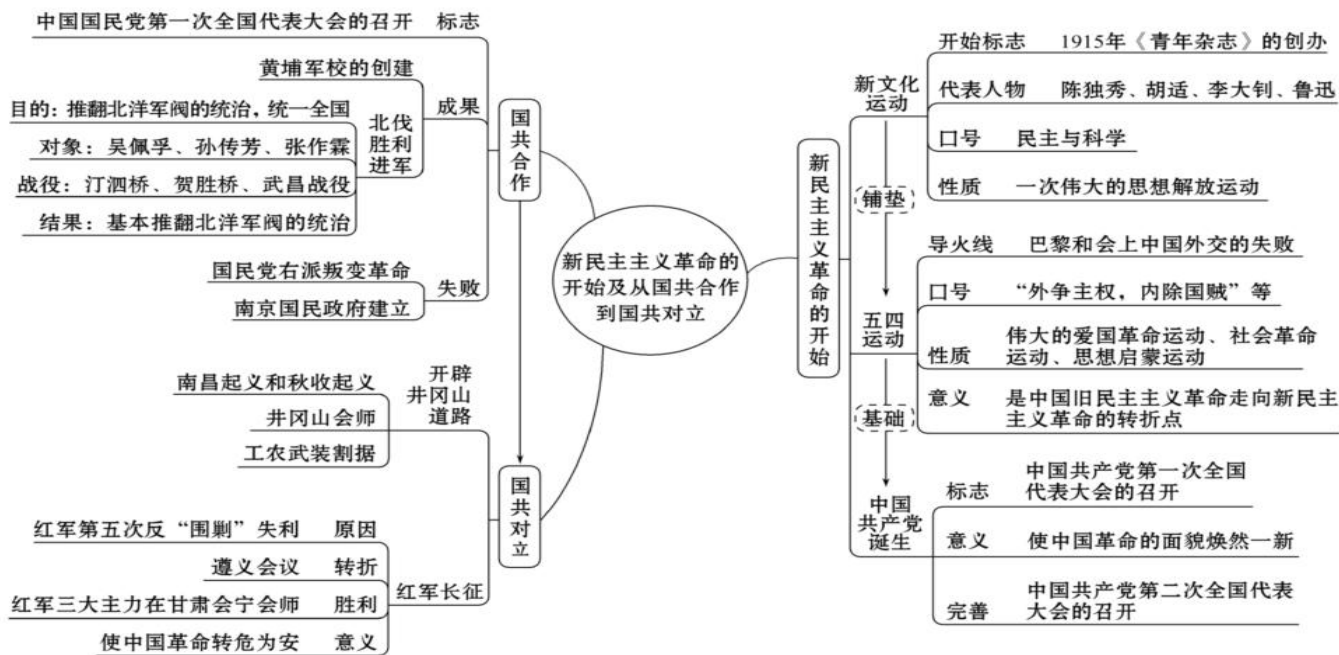 新民主主义革命的
开始及从国共合作
到国共对立
新民主主义革命的开始
新文化
运动
开始标志 1915年《青年杂志》的创办
代表人物 陈独秀、胡适、李大钊、鲁迅
口号 民主与科学
性质 一次伟大的思想解放运动
铺垫
五四
运动
导火线 巴黎和会上中国外交的失败
口号 “外争主权，内除国贼”等
性质 伟大的爱国革命运动、社会革命
运动、思想启蒙运动
意义 是中国旧民主主义革命走向新民主
主义革命的转折点
基础
中国
共产党
诞生
标志 中国共产党第一次全国
代表大会的召开
意义 使中国革命的面貌焕然一新
完善 中国共产党第二次全国代表
大会的召开
国共合作
中国国民党第一次全国代表大会的召开 标志
成果
黄埔军校的创建
北伐
胜利
进军
目的：推翻北洋军阀的统治，统一全国
对象：吴佩孚、孙传芳、张作霖
战役：汀泗桥、贺胜桥、武昌战役
结果：基本推翻北洋军阀的统治
失败
国民党右派叛变革命
南京国民政府建立
国共对立
开辟
井冈山
道路
南昌起义和秋收起义
井冈山会师
工农武装割据
红军长征
红军第五次反“围剿”失利 原因
遵义会议 转折
红军三大主力在甘肃会宁会师 胜利
使中国革命转危为安 意义